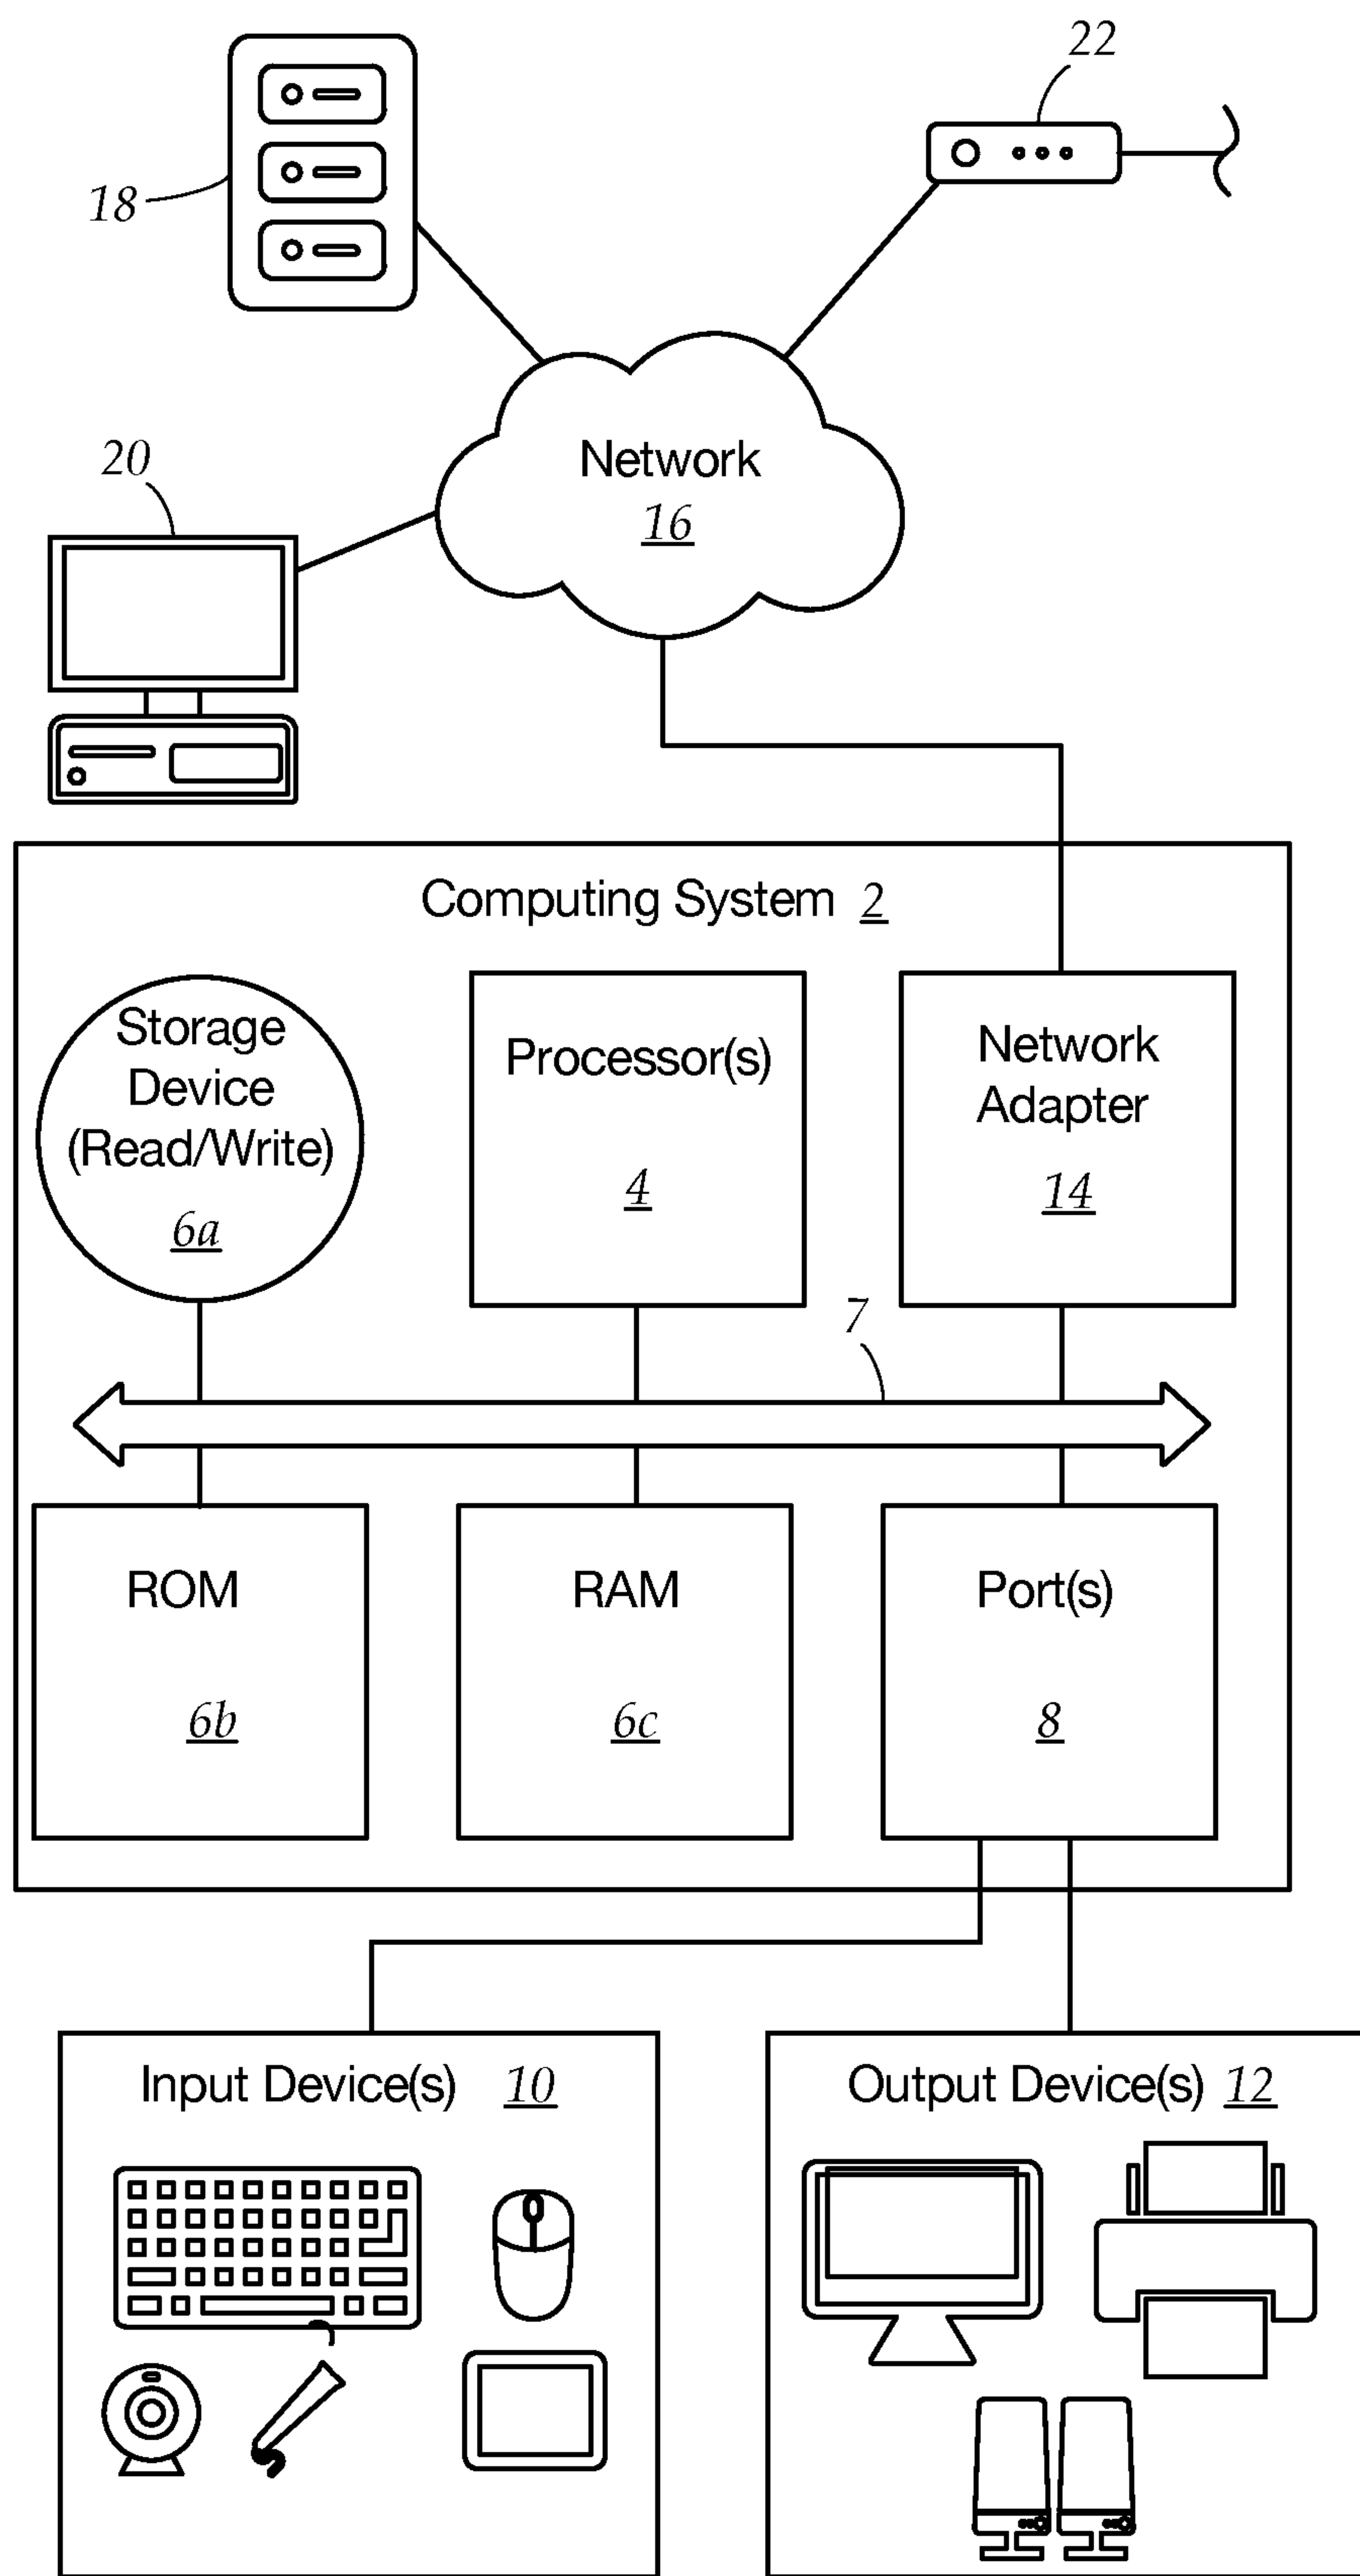 22
18
20
Network
16
Computing System 2
Storage
Device
(Read/Write)
6a
Processor(s)
4
Network
Adapter
14
7
ROM
6b
RAM
6c
Port(s)
8
Input Device(s) 10
Output Device(s) 12